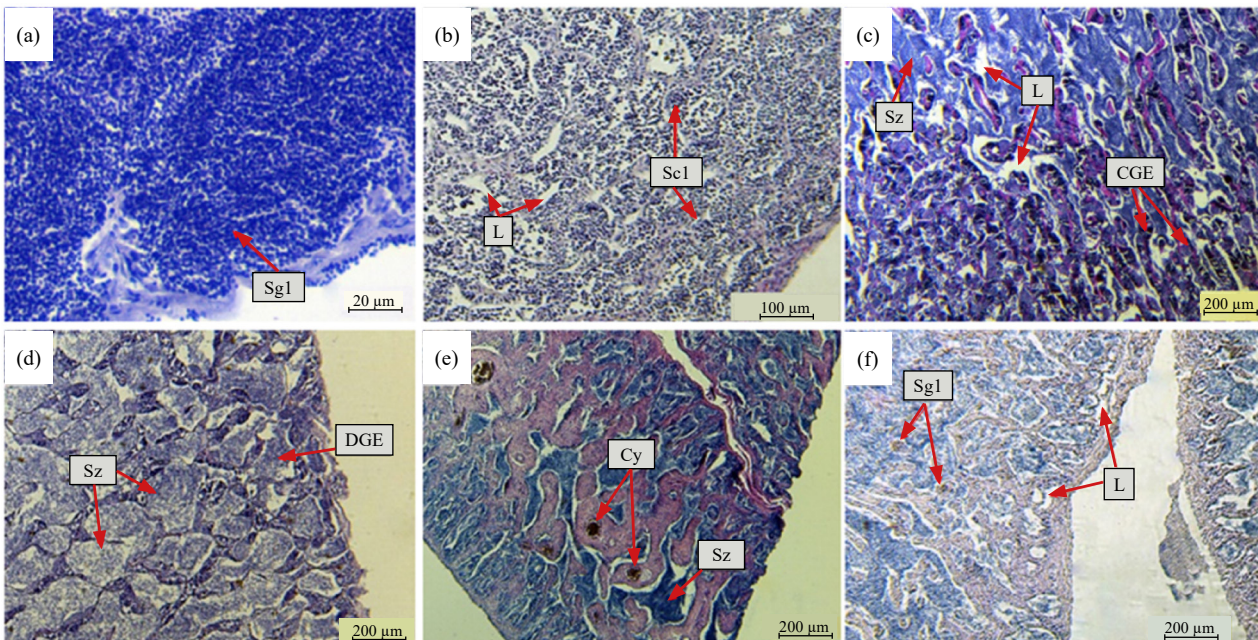 (a)
Sg1
20 µm
(b)
L
Sc1
100 µm
(c)
Sz
L
CGE
200 µm
(d)
Sz
DGE
200 µm
(e)
Cy
Sz
200 µm
(f)
Sg1
L
200 µm